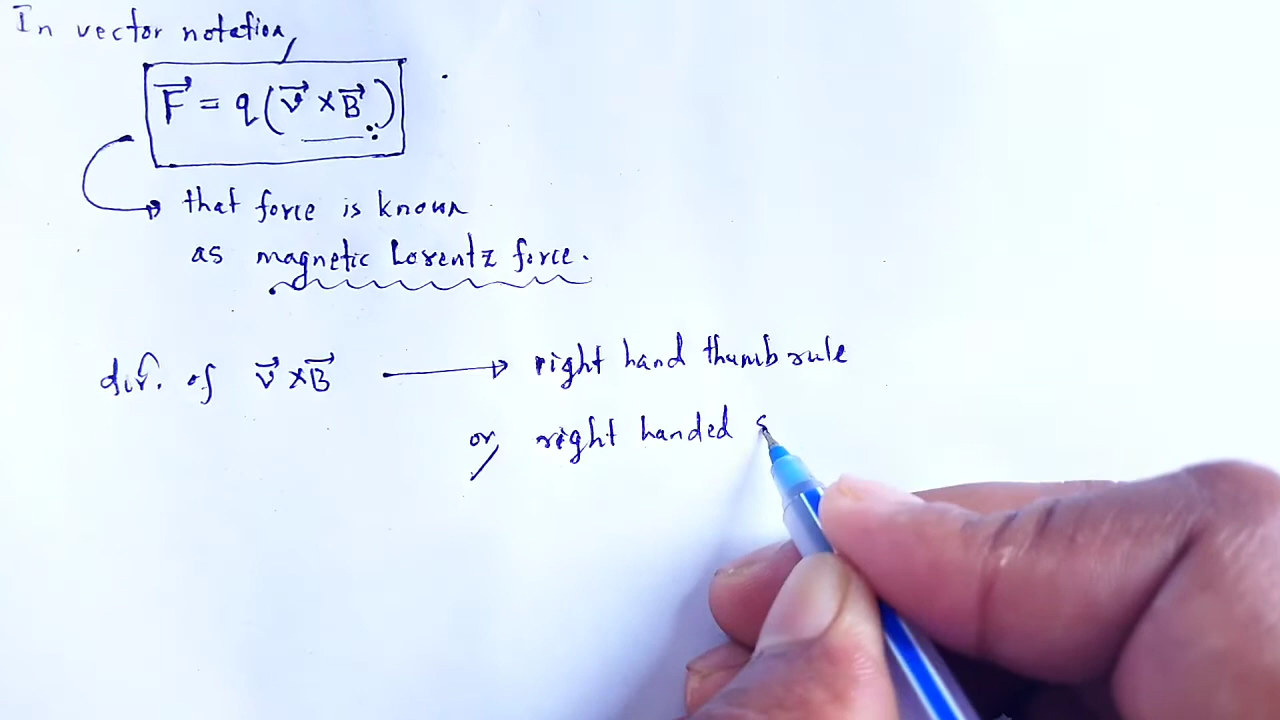 In vector notation,
F⃗ = q(v⃗ × B⃗)
that force is known
as magnetic Lorentz force.
dir. of v⃗ × B⃗ → right hand thumb rule
or, right handed s